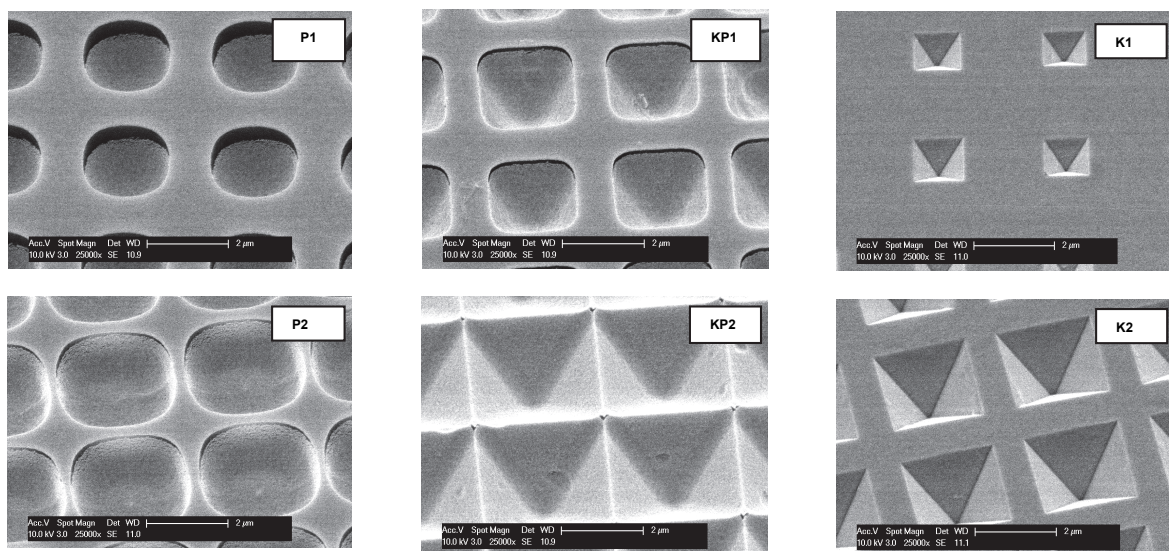 P1
Acc.V Spot Magn Det WD 2 μm
10.0 kV 3.0 25000x SE 10.9
KP1
Acc.V Spot Magn Det WD 2 μm
10.0 kV 3.0 25000x SE 10.9
K1
Acc.V Spot Magn Det WD 2 μm
10.0 kV 3.0 25000x SE 11.0
P2
Acc.V Spot Magn Det WD 2 μm
10.0 kV 3.0 25000x SE 11.0
KP2
Acc.V Spot Magn Det WD 2 μm
10.0 kV 3.0 25000x SE 10.9
K2
Acc.V Spot Magn Det WD 2 μm
10.0 kV 3.0 25000x SE 11.1